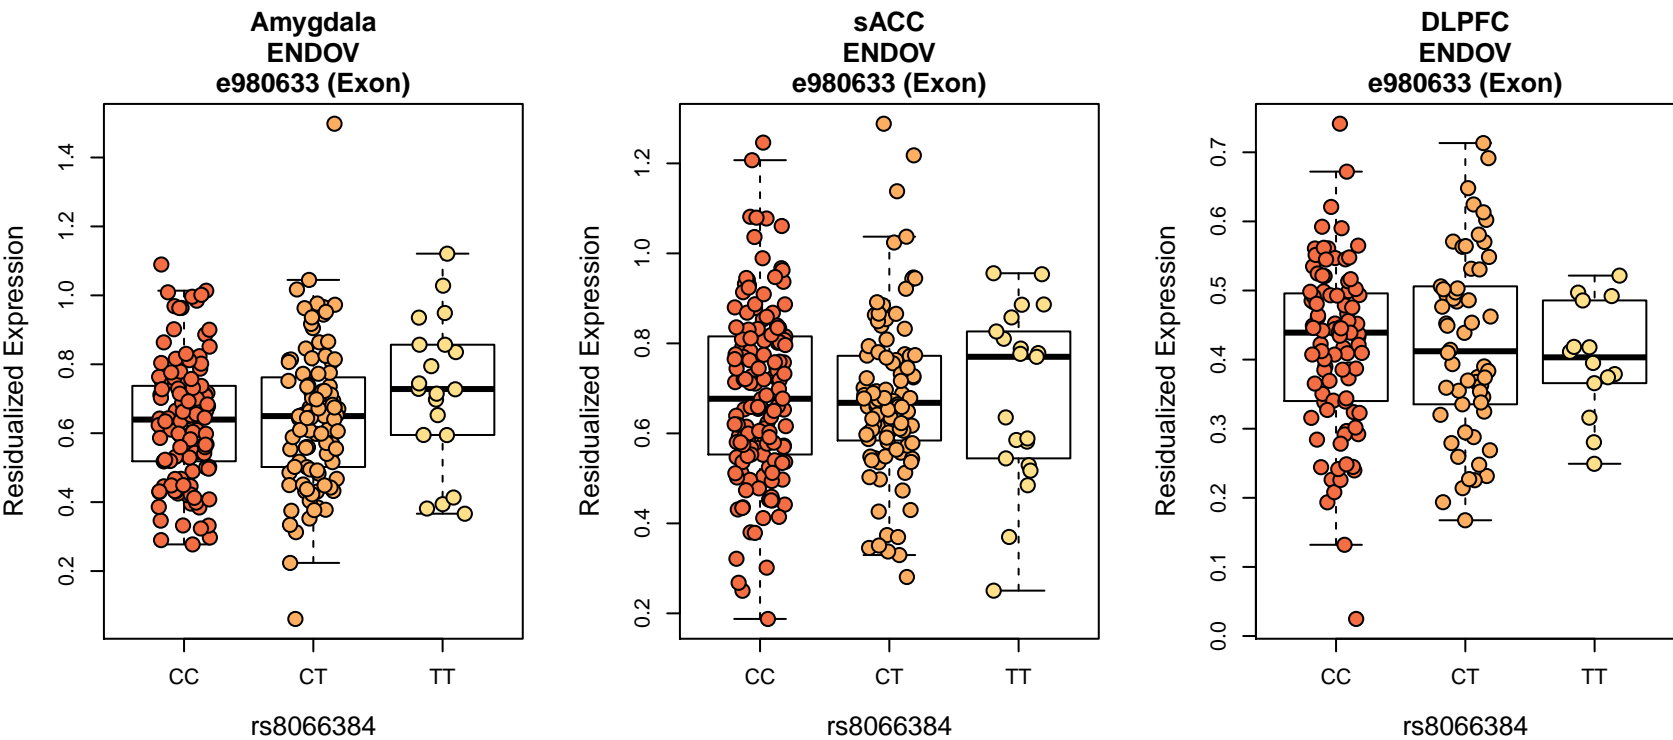 Amygdala
ENDOV
e980633 (Exon)
Residualized Expression
1.4
1.2
1.0
0.8
0.6
0.4
0.2
CC CT TT
rs8066384
sACC
ENDOV
e980633 (Exon)
Residualized Expression
1.2
1.0
0.8
0.6
0.4
0.2
CC CT TT
rs8066384
DLPFC
ENDOV
e980633 (Exon)
Residualized Expression
0.7
0.6
0.5
0.4
0.3
0.2
0.1
0.0
CC CT TT
rs8066384